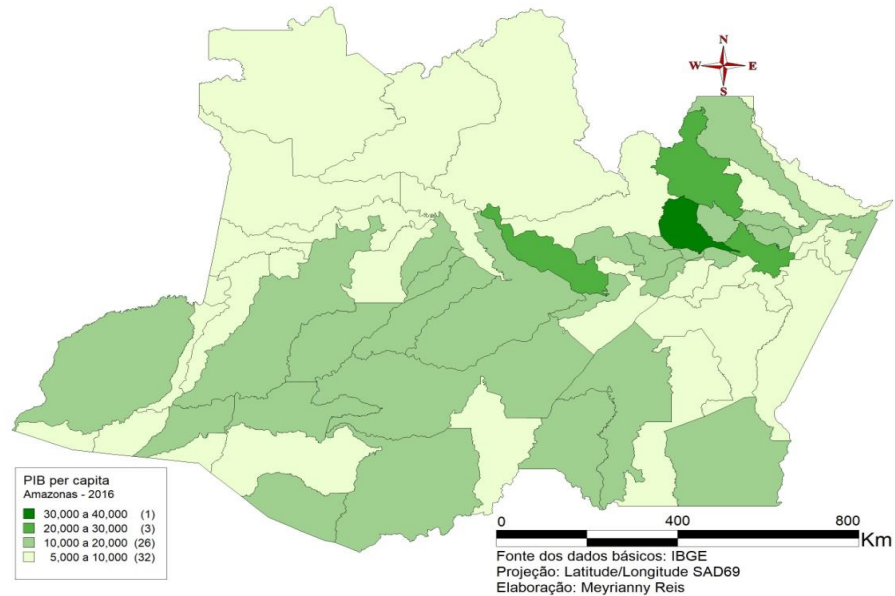 N
W E
S
PIB per capita
Amazonas - 2016
30,000 a 40,000 (1)
20,000 a 30,000 (3)
10,000 a 20,000 (26)
5,000 a 10,000 (32)
0 400 800
Km
Fonte dos dados básicos: IBGE
Projeção: Latitude/Longitude SAD69
Elaboração: Meyrianny Reis